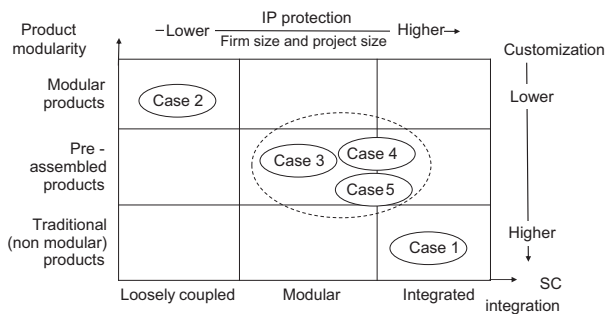 IP protection
Product modularity
Lower
Higher
Firm size and project size
Customization
Modular products
Case 2
Lower
Pre - assembled products
Case 3
Case 4
Case 5
Traditional (non modular) products
Case 1
Higher
Loosely coupled
Modular
Integrated
SC integration